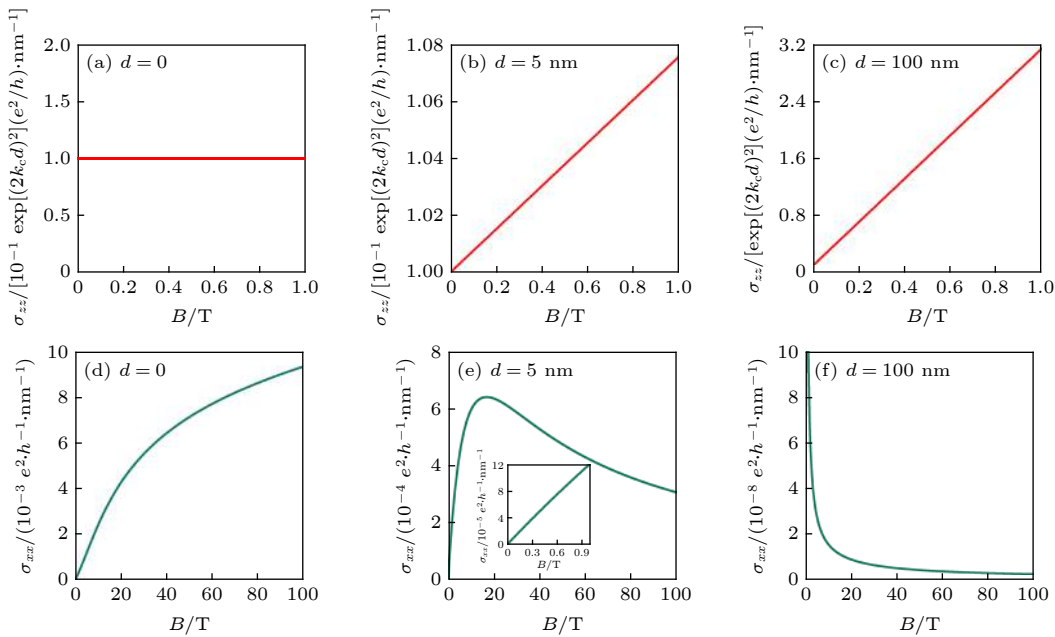 (a) d = 0
σzz/[10⁻¹ exp[(2kcd)²](e²/h)·nm⁻¹]
2.0
1.5
1.0
0.5
0
0 0.2 0.4 0.6 0.8 1.0
B/T
(b) d = 5 nm
σzz/[10⁻¹ exp[(2kcd)²](e²/h)·nm⁻¹]
1.08
1.06
1.04
1.02
1.00
0 0.2 0.4 0.6 0.8 1.0
B/T
(c) d = 100 nm
σzz/[exp[(2kcd)²](e²/h)·nm⁻¹]
3.2
2.4
1.6
0.8
0
0 0.2 0.4 0.6 0.8 1.0
B/T
(d) d = 0
σxx/(10⁻³ e²·h⁻¹·nm⁻¹)
10
8
6
4
2
0
0 20 40 60 80 100
B/T
(e) d = 5 nm
σxx/(10⁻⁴ e²·h⁻¹·nm⁻¹)
8
6
4
2
0
0 20 40 60 80 100
B/T
σxx/10⁻⁵ e²·h⁻¹·nm⁻¹
12
8
4
0
0 0.3 0.6 0.9
B/T
(f) d = 100 nm
σxx/(10⁻⁸ e²·h⁻¹·nm⁻¹)
10
8
6
4
2
0
0 20 40 60 80 100
B/T